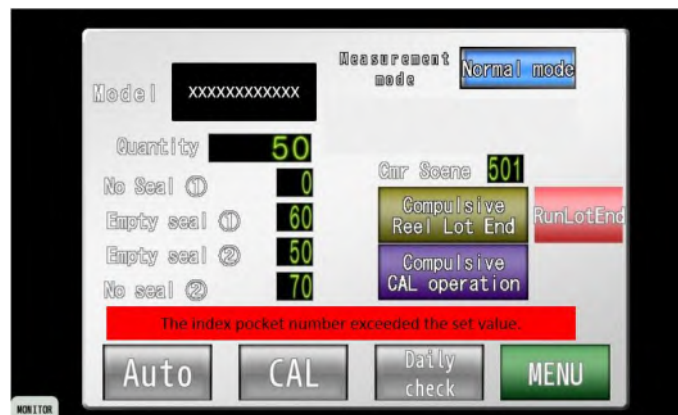 Measurement
mode
Normal mode
Model
XXXXXXXXXXXX
Quantity 50
No Seal ① 0
Cmr Scene 501
Empty seal ① 60
Compulsive
Reel Lot End
RunLotEnd
Empty seal ② 50
Compulsive
CAL operation
No seal ② 70
The index pocket number exceeded the set value.
Auto
CAL
Daily
check
MENU
MONITOR